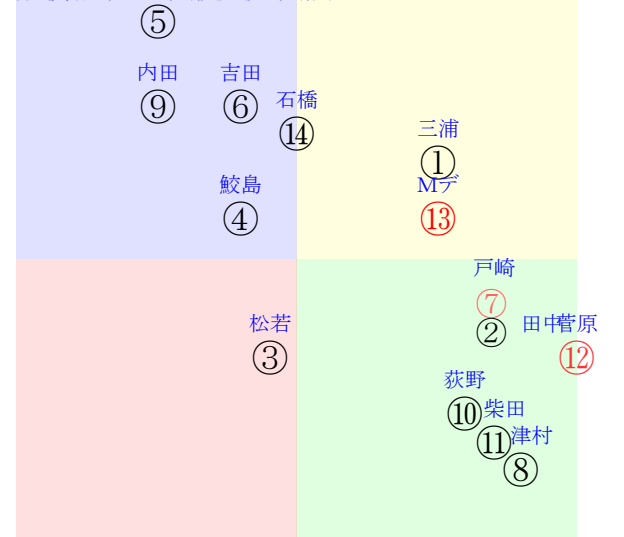 ⑤
内田
⑨
吉田
⑥
石橋
⑭
三浦
①
Mデ
⑬
鮫島
④
戸崎
⑦
②
田中
菅原
⑫
松若
③
荻野
⑩
柴田
⑪
津村
⑧